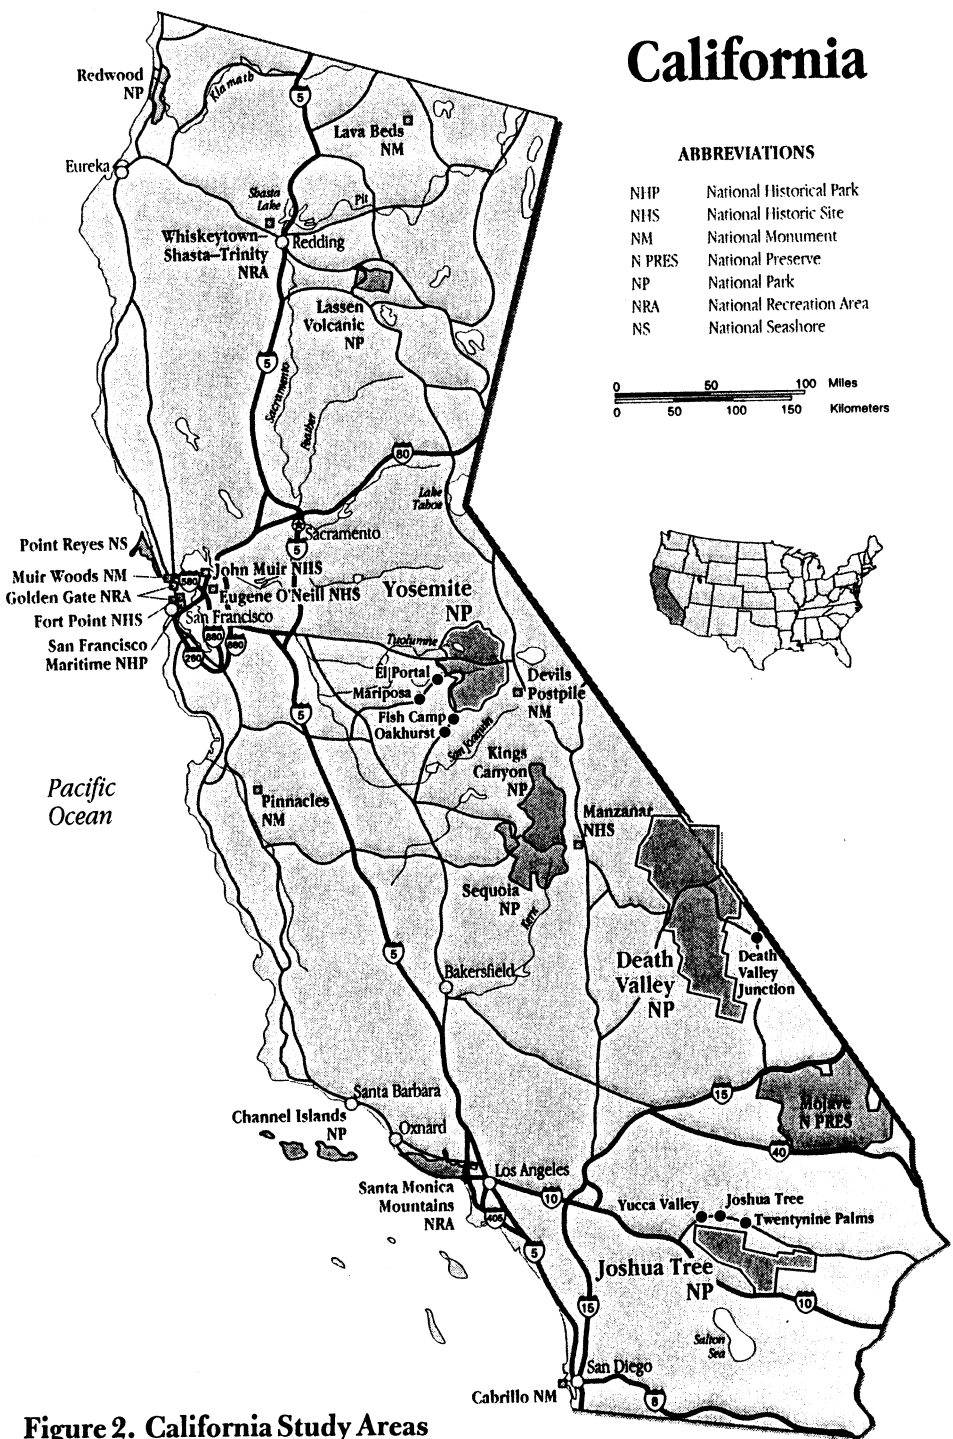 California
ABBREVIATIONS
NHP National Historical Park
NHS National Historic Site
NM National Monument
N PRES National Preserve
NP National Park
NRA National Recreation Area
NS National Seashore
0 50 100 Miles
0 50 100 150 Kilometers
Redwood
NP
Klamath
5
Lava Beds
NM
Eureka
Shasta
Lake
Pit
Whiskeytown–
Shasta–Trinity
NRA
Redding
Lassen
Volcanic
NP
5
Sacramento
Feather
80
Lake
Tahoe
Sacramento
5
Point Reyes NS
Muir Woods NM
Golden Gate NRA
Fort Point NHS
San Francisco
Maritime NHP
580
John Muir NHS
Eugene O'Neill NHS
San Francisco
880
680
280
Yosemite
NP
Tuolumne
El Portal
Mariposa
Fish Camp
Oakhurst
Devils
Postpile
NM
San Joaquin
5
Kings
Canyon
NP
Pacific
Ocean
Pinnacles
NM
Manzanar
NHS
Sequoia
NP
Kern
5
Bakersfield
Death
Valley
NP
Death
Valley
Junction
Santa Barbara
Channel Islands
NP
Oxnard
15
Mojave
N PRES
40
Los Angeles
Santa Monica
Mountains
NRA
10
405
Yucca Valley
Joshua Tree
Twentynine Palms
5
Joshua Tree
NP
15
10
Salton
Sea
San Diego
Cabrillo NM
8
Figure 2. California Study Areas